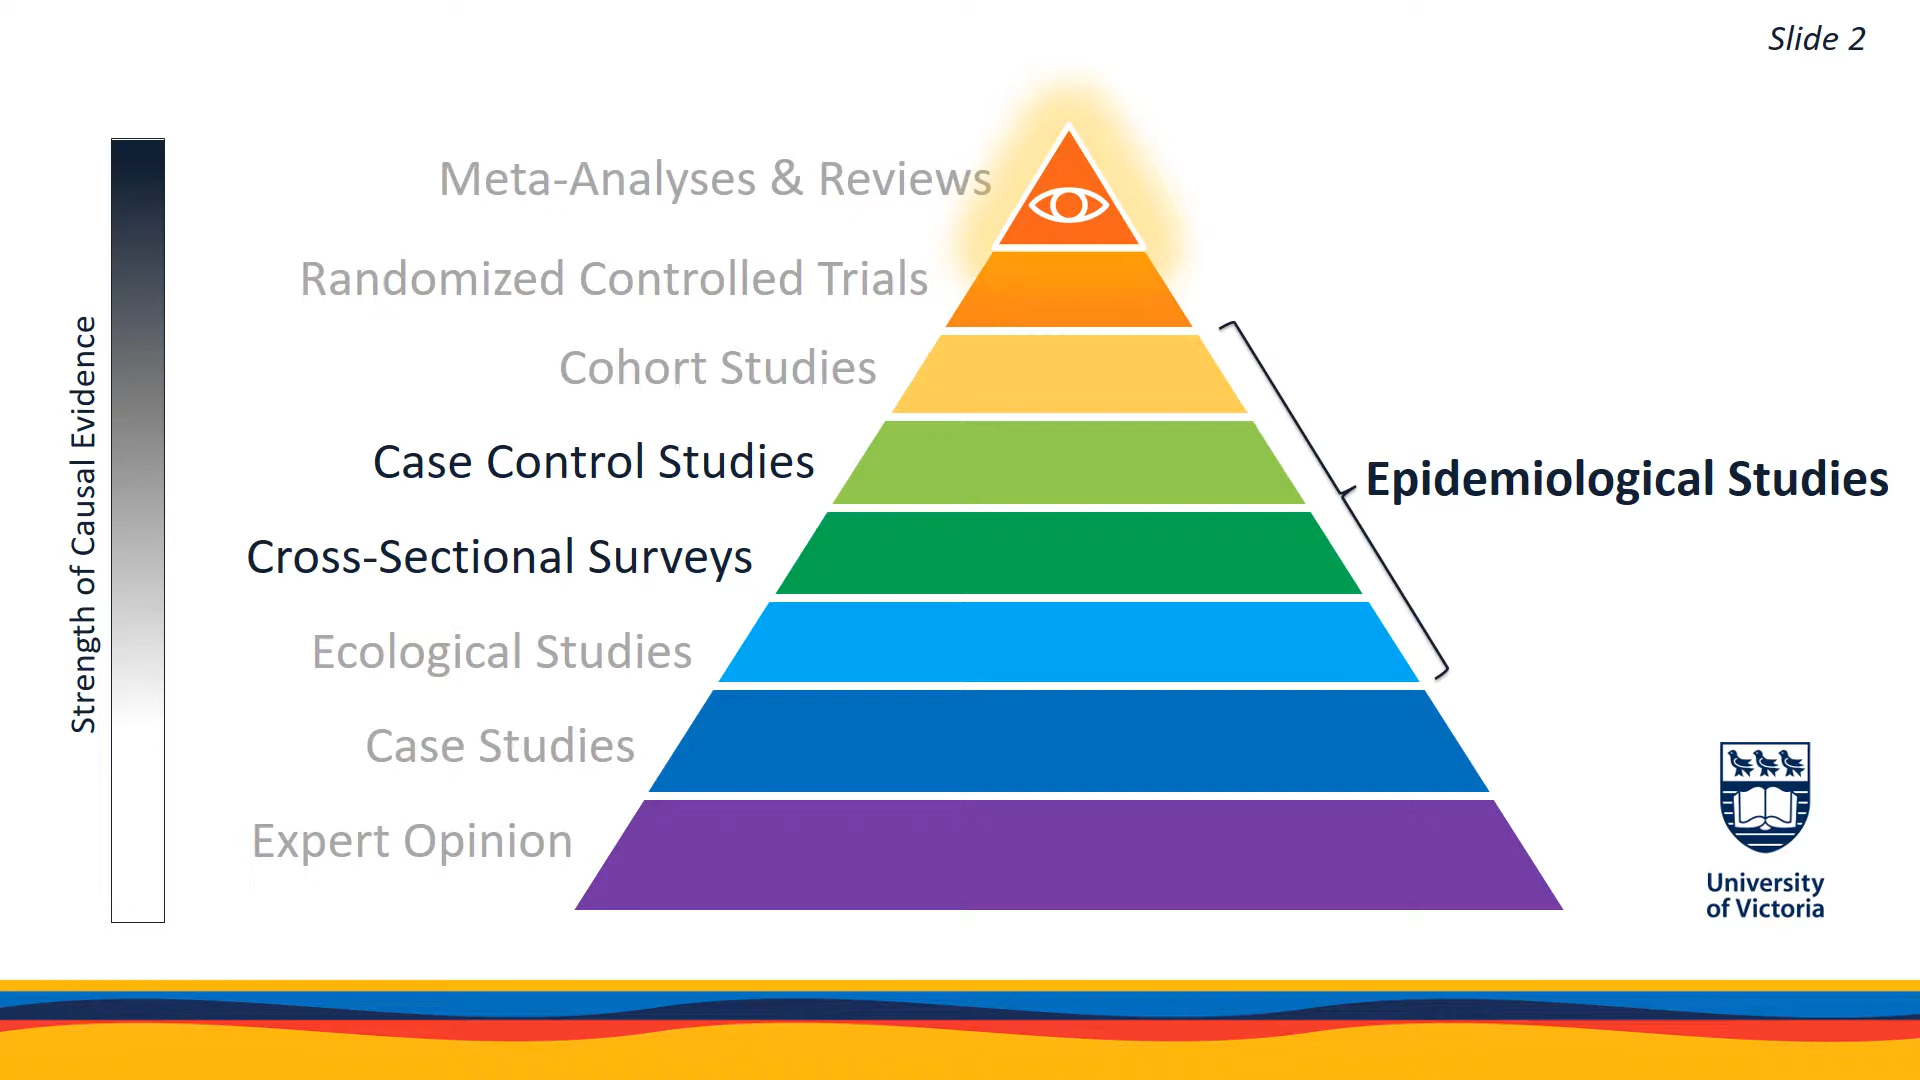 Slide 2
Meta-Analyses & Reviews
Randomized Controlled Trials
Cohort Studies
Case Control Studies
Cross-Sectional Surveys
Ecological Studies
Case Studies
Expert Opinion
Strength of Causal Evidence
Epidemiological Studies
University
of Victoria